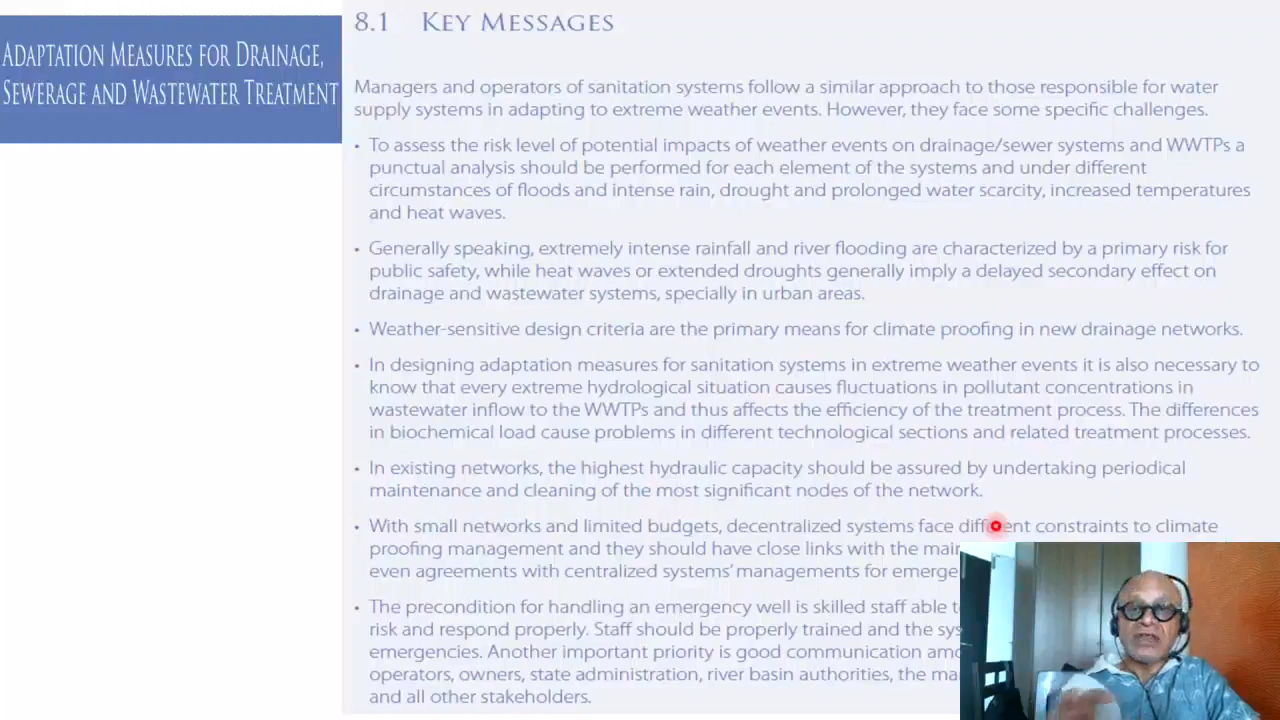 ADAPTATION MEASURES FOR DRAINAGE,
SEWERAGE AND WASTEWATER TREATMENT
8.1 KEY MESSAGES
Managers and operators of sanitation systems follow a similar approach to those responsible for water
supply systems in adapting to extreme weather events. However, they face some specific challenges.
• To assess the risk level of potential impacts of weather events on drainage/sewer systems and WWTPs a
punctual analysis should be performed for each element of the systems and under different
circumstances of floods and intense rain, drought and prolonged water scarcity, increased temperatures
and heat waves.
• Generally speaking, extremely intense rainfall and river flooding are characterized by a primary risk for
public safety, while heat waves or extended droughts generally imply a delayed secondary effect on
drainage and wastewater systems, specially in urban areas.
• Weather-sensitive design criteria are the primary means for climate proofing in new drainage networks.
• In designing adaptation measures for sanitation systems in extreme weather events it is also necessary to
know that every extreme hydrological situation causes fluctuations in pollutant concentrations in
wastewater inflow to the WWTPs and thus affects the efficiency of the treatment process. The differences
in biochemical load cause problems in different technological sections and related treatment processes.
• In existing networks, the highest hydraulic capacity should be assured by undertaking periodical
maintenance and cleaning of the most significant nodes of the network.
• With small networks and limited budgets, decentralized systems face different constraints to climate
proofing management and they should have close links with the
even agreements with centralized systems' managements for
• The precondition for handling an emergency well is skilled staff able
risk and respond properly. Staff should be properly trained and the
emergencies. Another important priority is good communication
operators, owners, state administration, river basin authorities, the
and all other stakeholders.